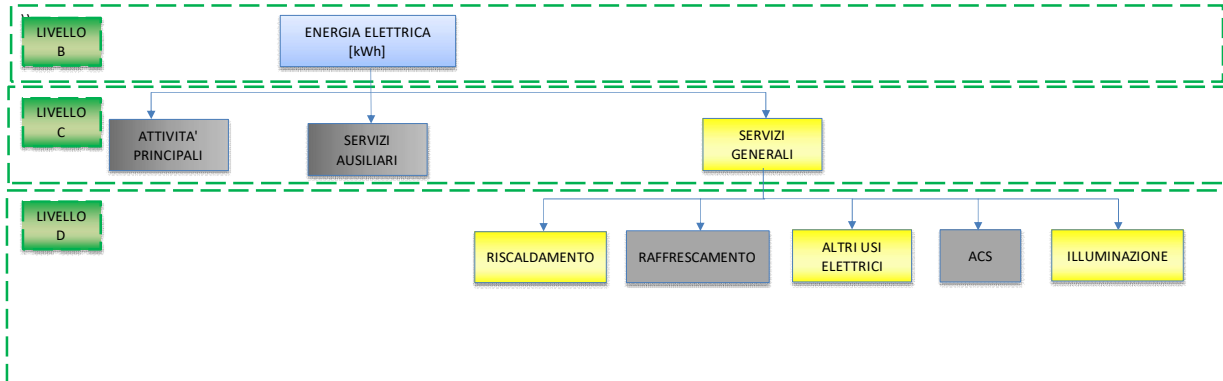 LIVELLO
B
ENERGIA ELETTRICA
[kWh]
LIVELLO
C
ATTIVITA'
PRINCIPALI
SERVIZI
AUSILIARI
SERVIZI
GENERALI
LIVELLO
D
RISCALDAMENTO
RAFFRESCAMENTO
ALTRI USI
ELETTRICI
ACS
ILLUMINAZIONE